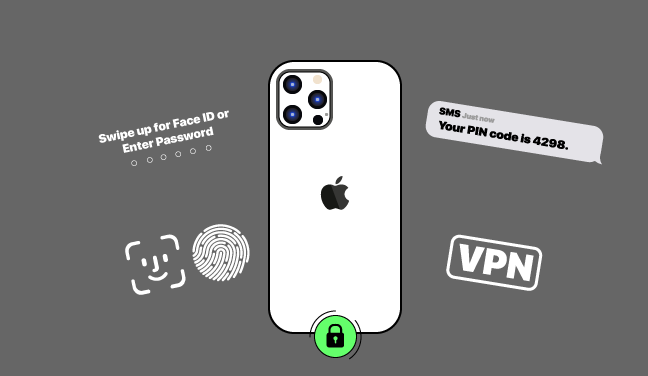 Swipe up for Face ID or
Enter Password
SMS Just now
Your PIN code is 4298.
VPN